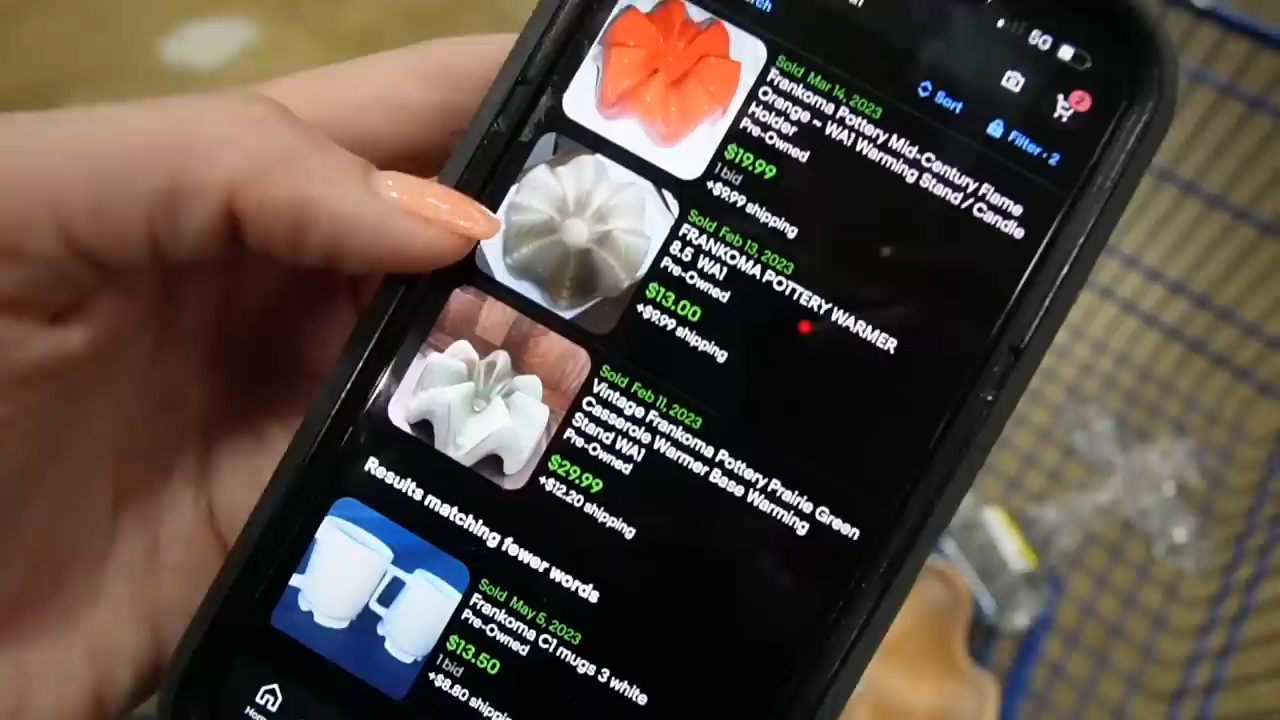 5G
2
Sort
Filter • 2
Sold Mar 14, 2023
Frankoma Pottery Mid-Century Flame
Orange ~ WA1 Warming Stand / Candle
Holder
Pre-Owned
$19.99
1 bid
+$9.99 shipping
Sold Feb 13, 2023
FRANKOMA POTTERY WARMER
8.5 WA1
Pre-Owned
$13.00
+$9.99 shipping
Sold Feb 11, 2023
Vintage Frankoma Pottery Prairie Green
Casserole Warmer Base Warming
Stand WA1
Pre-Owned
$29.99
+$12.20 shipping
Results matching fewer words
Sold May 5, 2023
Frankoma C1 mugs 3 white
Pre-Owned
$13.50
1 bid
+$8.80